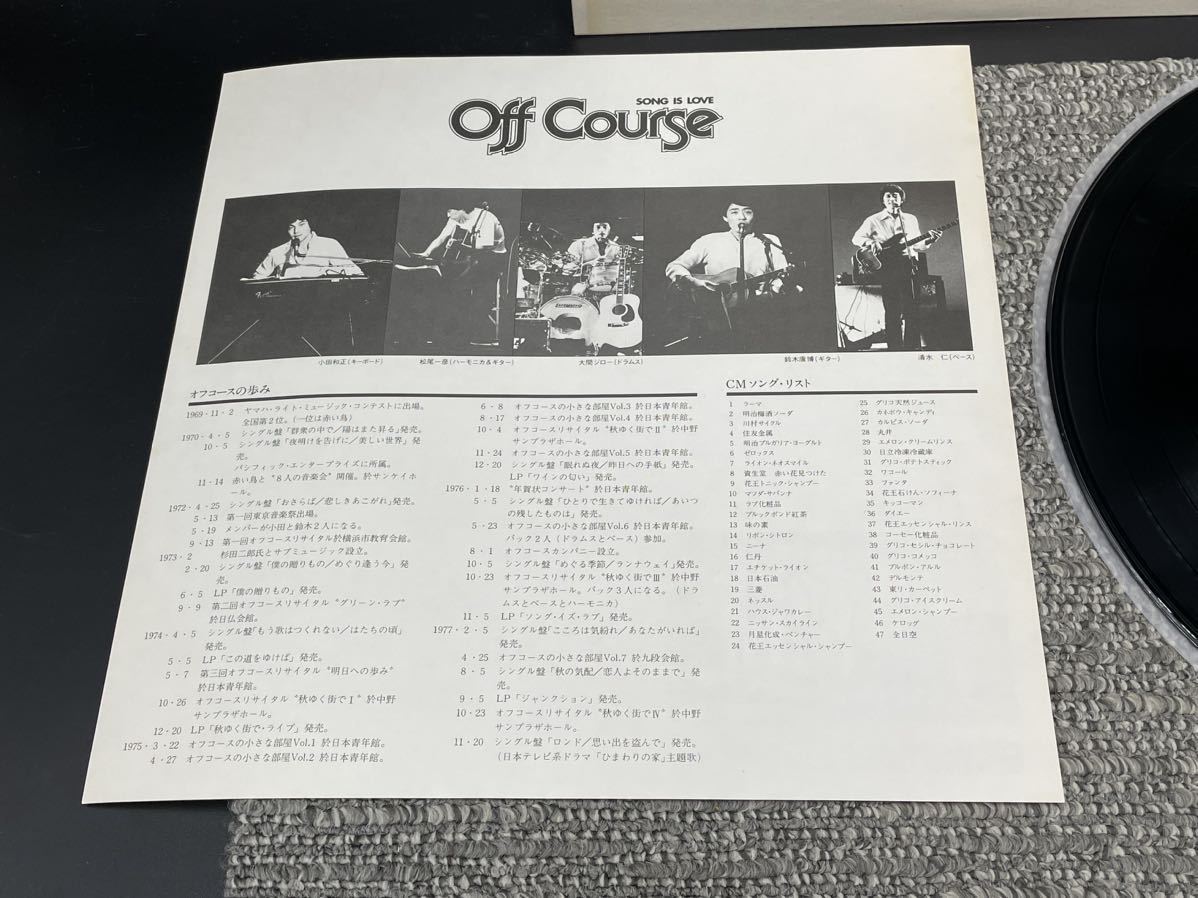 SONG IS LOVE
Off Course
小田和正(キーボード)
松尾一彦(ハーモニカ&ギター)
大間ジロー(ドラムス)
鈴木康博(ギター)
清水 仁(ベース)
オフコースの歩み
1969・11・2 ヤマハ・ライト・ミュージック・コンテストに出場。
全国第2位。(一位は赤い鳥)
1970・4・5 シングル盤「群衆の中で/陽はまた昇る」発売。
10・5 シングル盤「夜明けを告げに/美しい世界」発
売。
パシフィック・エンタープライズに所属。
11・14 赤い鳥と“8人の音楽会”開催。於サンケイホ
ール。
1972・4・25 シングル盤「おさらば/悲しきあこがれ」発売。
5・13 第一回東京音楽祭出場。
5・19 メンバーが小田と鈴木2人になる。
9・13 第一回オフコースリサイタル於横浜市教育会館。
1973・2 杉田二郎氏とサブミュージック設立。
2・20 シングル盤「僕の贈りもの/めぐり逢う今」発
売。
6・5 LP「僕の贈りもの」発売。
9・9 第二回オフコースリサイタル“グリーン・ラブ”
於日仏会館。
1974・4・5 シングル盤「もう歌はつくれない/はたちの頃」
発売。
5・5 LP「この道をゆけば」発売。
5・7 第三回オフコースリサイタル“明日への歩み”
於日本青年館。
10・26 オフコースリサイタル“秋ゆく街でⅠ”於中野
サンプラザホール。
12・20 LP「秋ゆく街で・ライブ」発売。
1975・3・22 オフコースの小さな部屋Vol.1 於日本青年館。
4・27 オフコースの小さな部屋Vol.2 於日本青年館。
6・8 オフコースの小さな部屋Vol.3 於日本青年館。
8・17 オフコースの小さな部屋Vol.4 於日本青年館。
10・4 オフコースリサイタル“秋ゆく街でⅡ”於中野
サンプラザホール。
11・24 オフコースの小さな部屋Vol.5 於日本青年館。
12・20 シングル盤「眠れぬ夜/昨日への手紙」発売。
LP「ワインの匂い」発売。
1976・1・18 “年賀状コンサート”於日本青年館。
5・5 シングル盤「ひとりで生きてゆければ/あいつ
の残したものは」発売。
5・23 オフコースの小さな部屋Vol.6 於日本青年館。
バック2人(ドラムスとベース)参加。
8・1 オフコースカンパニー設立。
10・5 シングル盤「めぐる季節/ランナウェイ」発売。
10・23 オフコースリサイタル“秋ゆく街でⅢ”於中野
サンプラザホール。バック3人になる。(ドラ
ムスとベースとハーモニカ)
11・5 LP「ソング・イズ・ラブ」発売。
1977・2・5 シングル盤「こころは気紛れ/あなたがいれば」
発売。
4・25 オフコースの小さな部屋Vol.7 於九段会館。
8・5 シングル盤「秋の気配/恋人よそのままで」発
売。
9・5 LP「ジャンクション」発売。
10・23 オフコースリサイタル“秋ゆく街でⅣ”於中野
サンプラザホール。
11・20 シングル盤「ロンド/思い出を盗んで」発売。
(日本テレビ系ドラマ「ひまわりの家」主題歌)
CMソング・リスト
1 ラーマ
2 明治梅酒ソーダ
3 川村サイクル
4 住友金属
5 明治ブルガリア・ヨーグルト
6 ゼロックス
7 ライオン・ネオスマイル
8 資生堂 赤い花見つけた
9 花王トニック・シャンプー
10 マツダ・サバンナ
11 ラブ化粧品
12 ブルックボンド紅茶
13 味の素
14 リボン・シトロン
15 ニーナ
16 仁丹
17 エチケット・ライオン
18 日本石油
19 三菱
20 ネッスル
21 ハウス・ジャワカレー
22 ニッサン・スカイライン
23 月星化成・ベンチャー
24 花王エッセンシャル・シャンプー
25 グリコ天然ジュース
26 カネボウ・キャンディ
27 カルピス・ソーダ
28 丸井
29 エメロン・クリームリンス
30 日立冷凍冷蔵庫
31 グリコ・ポテトスティック
32 ワコール
33 ファンタ
34 花王石けん・ソフィーナ
35 キッコーマン
36 ダイエー
37 花王エッセンシャル・リンス
38 コーセー化粧品
39 グリコ・セシル・チョコレート
40 グリコ・コメッコ
41 ブルボン・アルル
42 デルモンテ
43 東リ・カーペット
44 グリコ・アイスクリーム
45 エメロン・シャンプー
46 ケロッグ
47 全日空